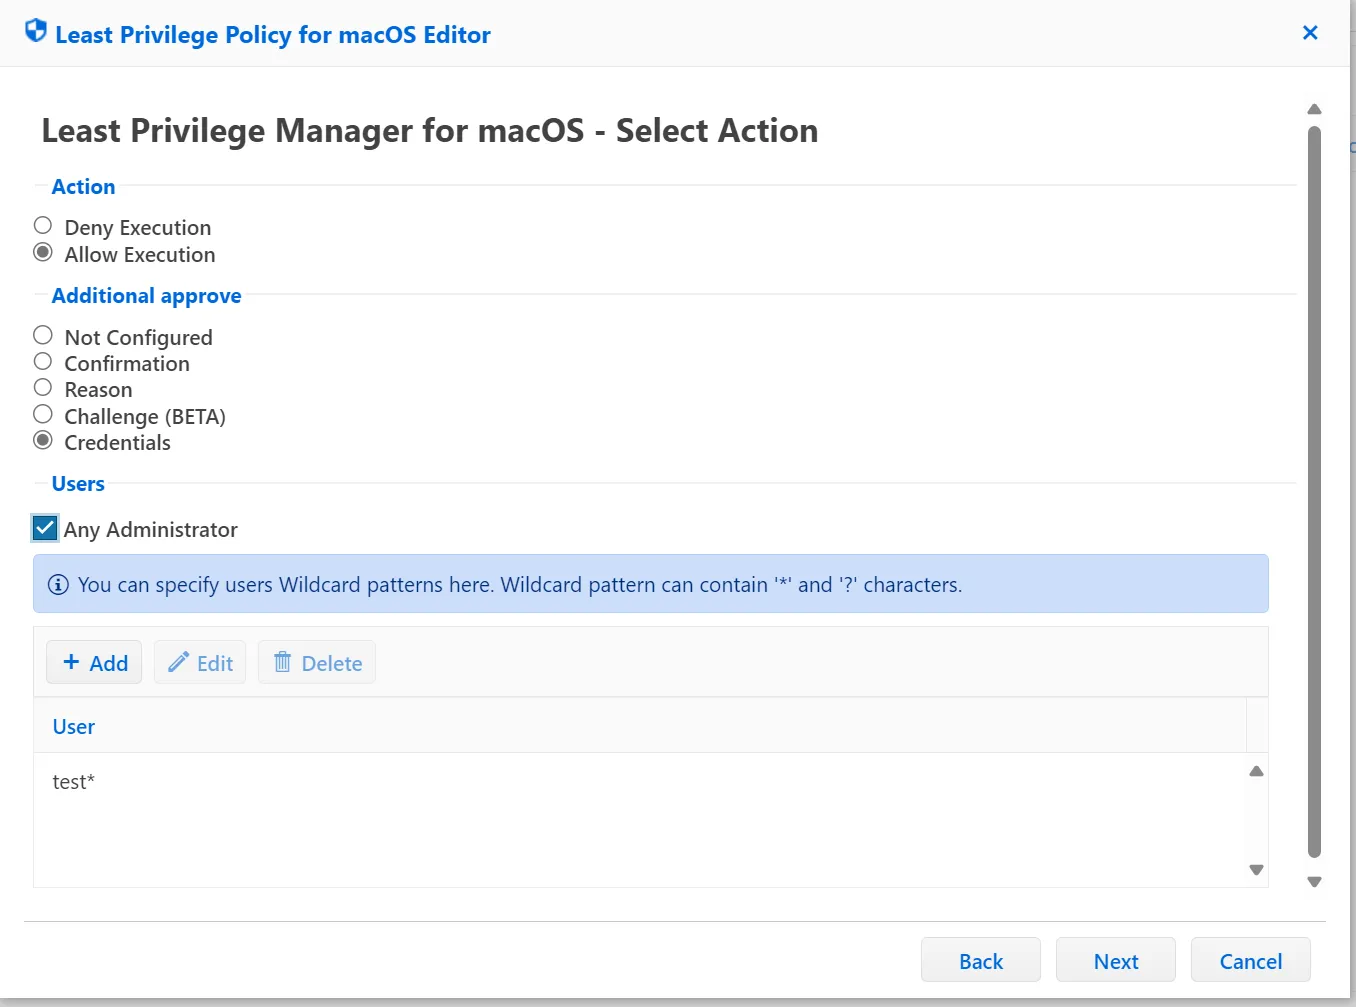 Least Privilege Policy for macOS Editor
Least Privilege Manager for macOS - Select Action
Action
Deny Execution
Allow Execution
Additional approve
Not Configured
Confirmation
Reason
Challenge (BETA)
Credentials
Users
Any Administrator
You can specify users Wildcard patterns here. Wildcard pattern can contain '*' and '?' characters.
+ Add Edit Delete
User
test*
Back Next Cancel